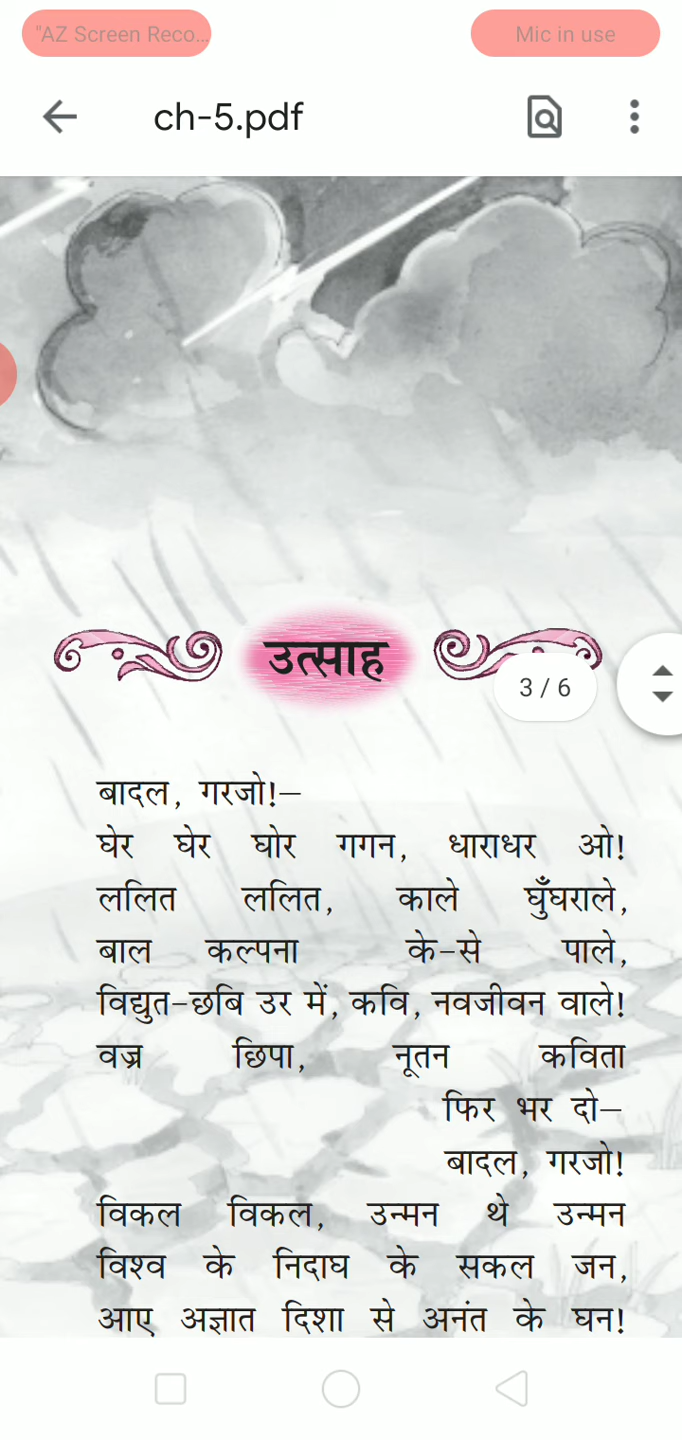 "AZ Screen Reco...
Mic in use
ch-5.pdf
उत्साह
3 / 6
बादल, गरजो!–
घेर घेर घोर गगन, धाराधर ओ!
ललित ललित, काले घुँघराले,
बाल कल्पना के-से पाले,
विद्युत-छबि उर में, कवि, नवजीवन वाले!
वज्र छिपा, नूतन कविता
फिर भर दो–
बादल, गरजो!
विकल विकल, उन्मन थे उन्मन
विश्व के निदाघ के सकल जन,
आए अज्ञात दिशा से अनंत के घन!